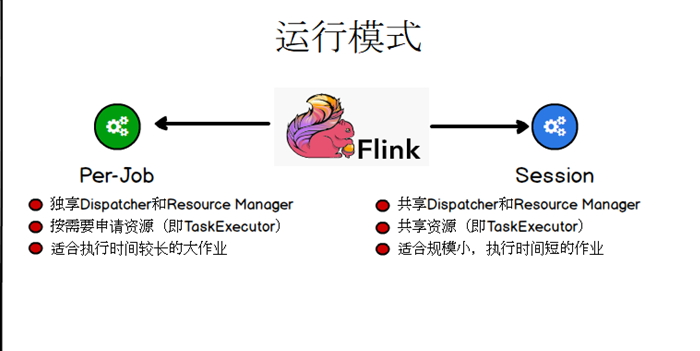 运行模式
Flink
Per-Job
独享Dispatcher和Resource Manager
按需要申请资源（即TaskExecutor）
适合执行时间较长的大作业
Session
共享Dispatcher和Resource Manager
共享资源（即TaskExecutor）
适合规模小，执行时间短的作业